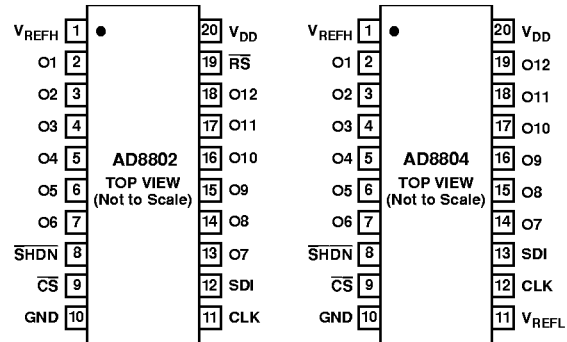 VREFH 1 20 VDD
O1 2 19 RS
O2 3 18 O12
O3 4 17 O11
O4 5 16 O10
O5 6 15 O9
O6 7 14 O8
SHDN 8 13 O7
CS 9 12 SDI
GND 10 11 CLK
AD8802
TOP VIEW
(Not to Scale)
VREFH 1 20 VDD
O1 2 19 O12
O2 3 18 O11
O3 4 17 O10
O4 5 16 O9
O5 6 15 O8
O6 7 14 O7
SHDN 8 13 SDI
CS 9 12 CLK
GND 10 11 VREFL
AD8804
TOP VIEW
(Not to Scale)